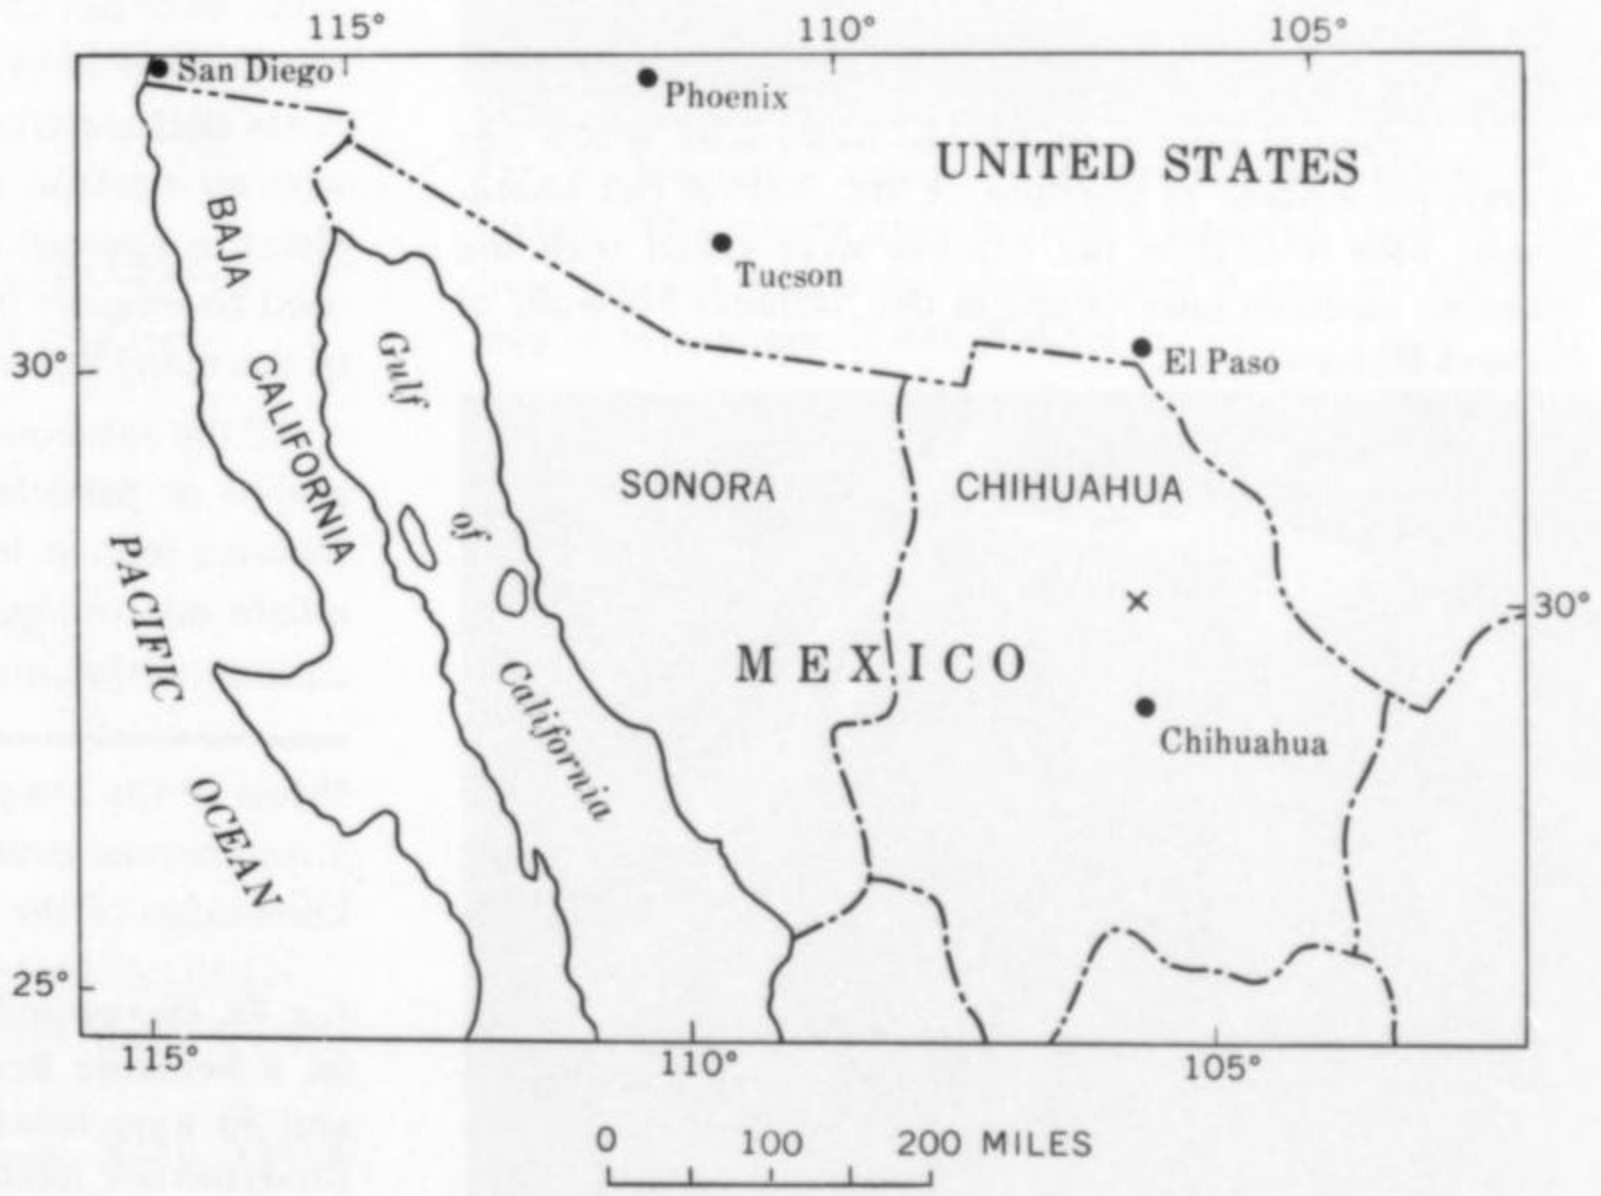 115°
110°
105°
San Diego
Phoenix
UNITED STATES
BAJA
CALIFORNIA
Tucson
Gulf
of
California
30°
El Paso
SONORA
CHIHUAHUA
PACIFIC
OCEAN
×
30°
MEXICO
Chihuahua
25°
115°
110°
105°
0 100 200 MILES